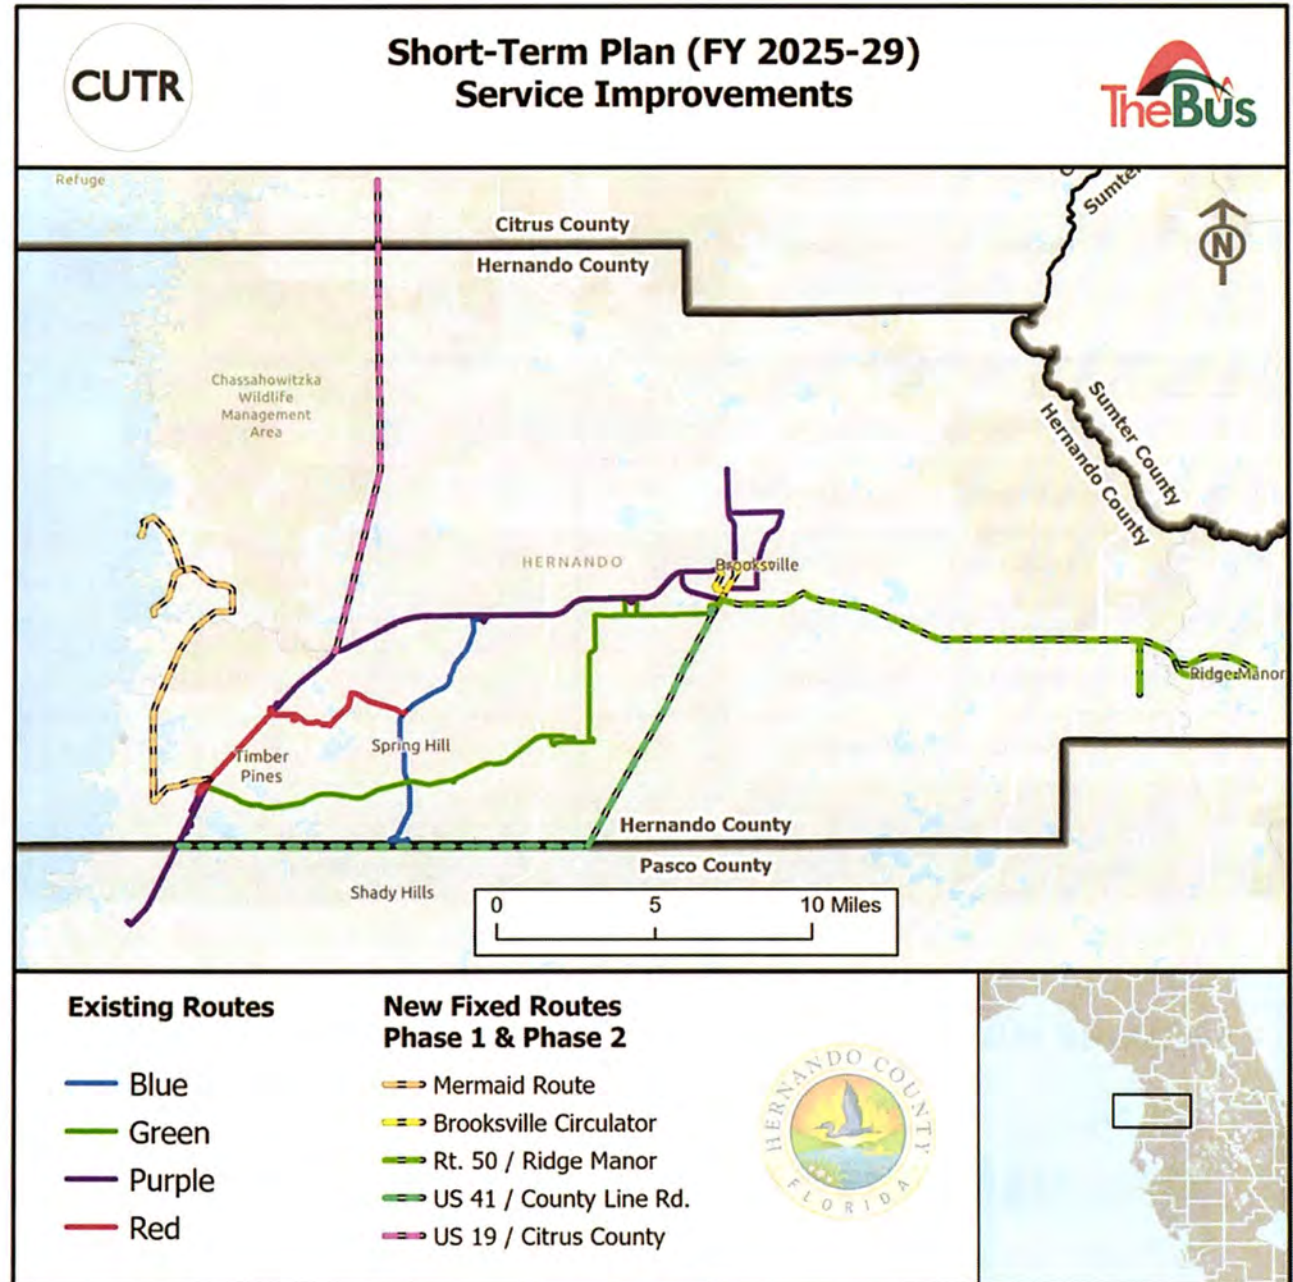 CUTR
Short-Term Plan (FY 2025-29)
Service Improvements
TheBus
Refuge
Sumter
Citrus County
Hernando County
N
Chassahowitzka
Wildlife
Management
Area
Sumter County
Hernando County
HERNANDO
Brooksville
Ridge Manor
Timber
Pines
Spring Hill
Hernando County
Pasco County
Shady Hills
0 5 10 Miles
Existing Routes
Blue
Green
Purple
Red
New Fixed Routes
Phase 1 & Phase 2
Mermaid Route
Brooksville Circulator
Rt. 50 / Ridge Manor
US 41 / County Line Rd.
US 19 / Citrus County
HERNANDO COUNTY
FLORIDA